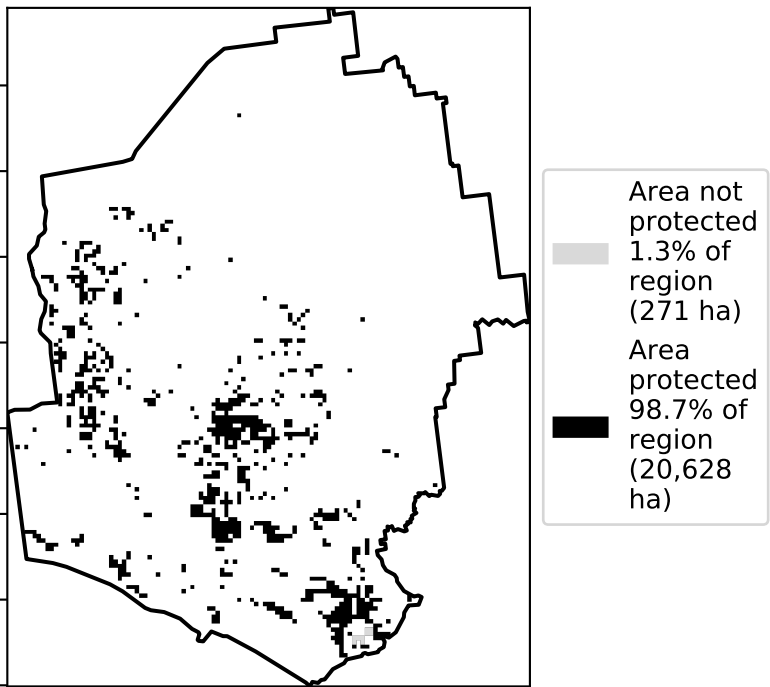 Area not
protected
1.3% of
region
(271 ha)
Area
protected
98.7% of
region
(20,628
ha)